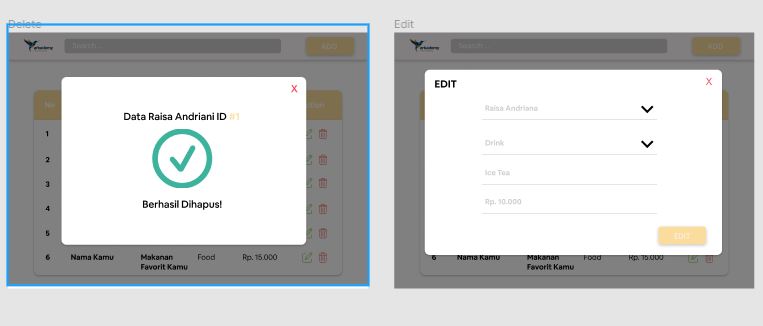 Delete
Arkademy
Search...
ADD
X
No
Data Raisa Andriani ID #1
Berhasil Dihapus!
1
2
3
4
5
6 Nama Kamu Makanan Favorit Kamu Food Rp. 15.000
Edit
Arkademy
Search...
ADD
X
EDIT
Raisa Andriana
Drink
Ice Tea
Rp. 10.000
EDIT
6 Nama Kamu Makanan Favorit Kamu Food Rp. 15.000